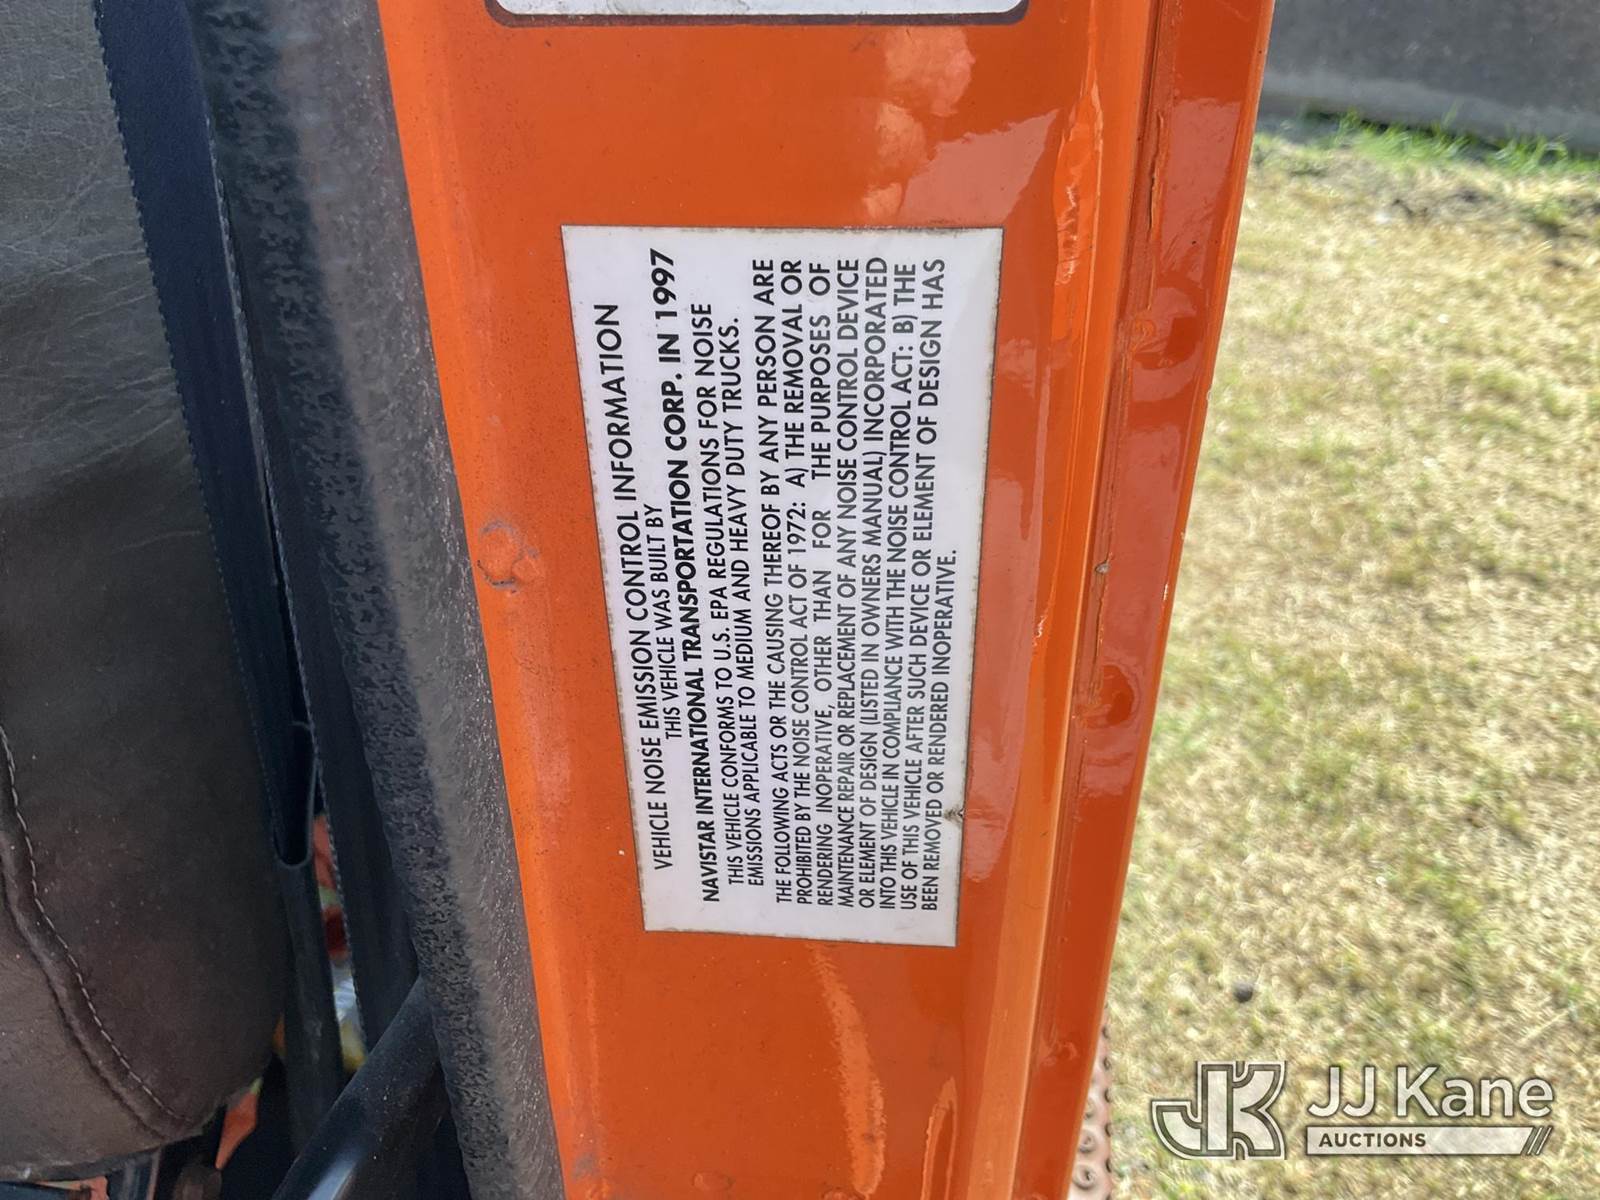 VEHICLE NOISE EMISSION CONTROL INFORMATION
THIS VEHICLE WAS BUILT BY
NAVISTAR INTERNATIONAL TRANSPORTATION CORP. IN 1997
THIS VEHICLE CONFORMS TO U.S. EPA REGULATIONS FOR NOISE
EMISSIONS APPLICABLE TO MEDIUM AND HEAVY DUTY TRUCKS.
THE FOLLOWING ACTS OR THE CAUSING THEREOF BY ANY PERSON ARE
PROHIBITED BY THE NOISE CONTROL ACT OF 1972: A) THE REMOVAL OR
RENDERING INOPERATIVE, OTHER THAN FOR THE PURPOSES OF
MAINTENANCE REPAIR OR REPLACEMENT OF ANY NOISE CONTROL DEVICE
OR ELEMENT OF DESIGN (LISTED IN OWNERS MANUAL) INCORPORATED
INTO THIS VEHICLE IN COMPLIANCE WITH THE NOISE CONTROL ACT: B) THE
USE OF THIS VEHICLE AFTER SUCH DEVICE OR ELEMENT OF DESIGN HAS
BEEN REMOVED OR RENDERED INOPERATIVE.
JK JJ Kane
AUCTIONS